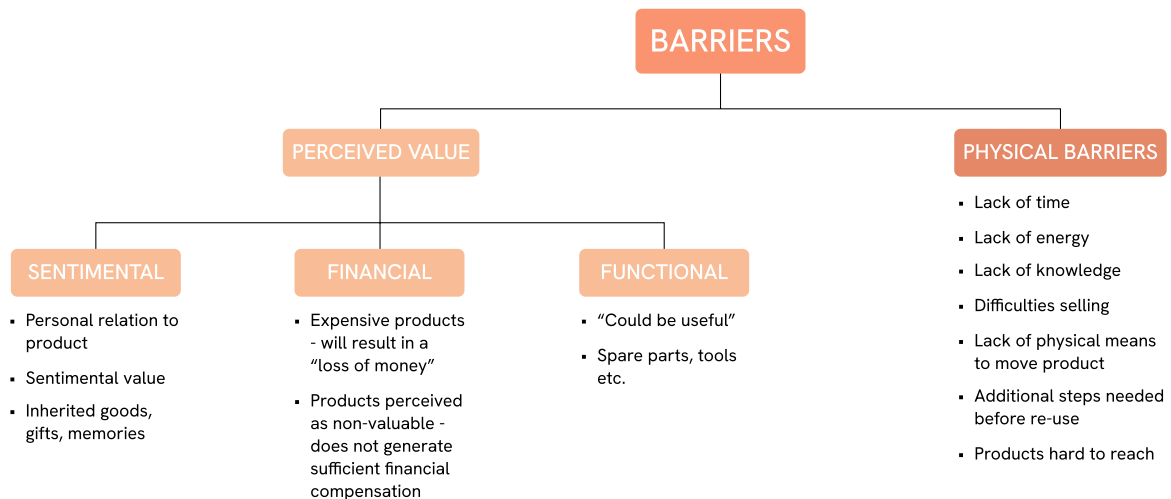 BARRIERS
PERCEIVED VALUE
PHYSICAL BARRIERS
SENTIMENTAL
▪ Personal relation to
product
▪ Sentimental value
▪ Inherited goods,
gifts, memories
FINANCIAL
▪ Expensive products
- will result in a
“loss of money”
▪ Products perceived
as non-valuable -
does not generate
sufficient financial
compensation
FUNCTIONAL
▪ “Could be useful”
▪ Spare parts, tools
etc.
▪ Lack of time
▪ Lack of energy
▪ Lack of knowledge
▪ Difficulties selling
▪ Lack of physical means
to move product
▪ Additional steps needed
before re-use
▪ Products hard to reach